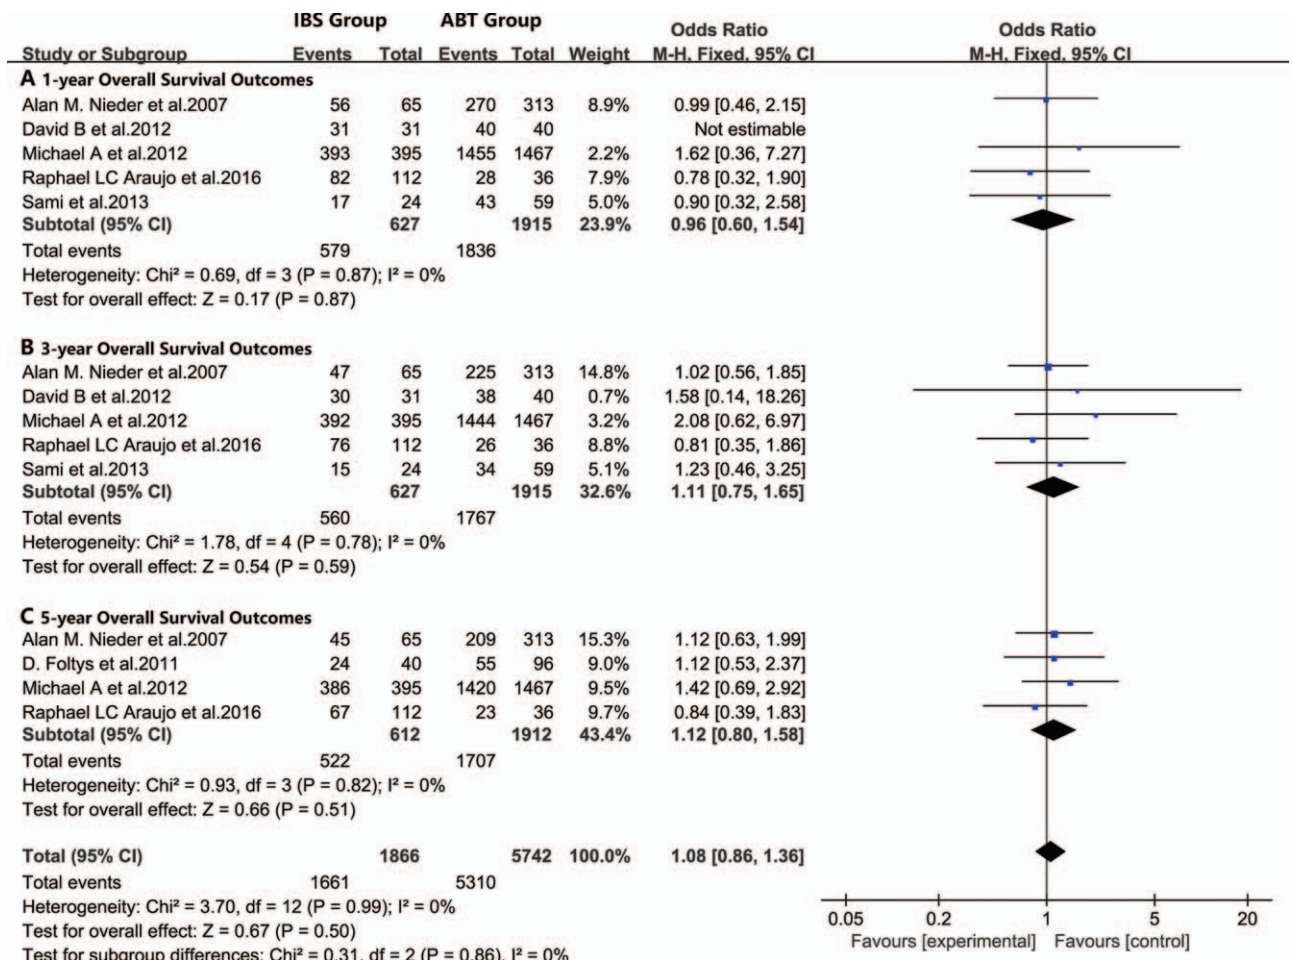 IBS Group ABT Group Odds Ratio Odds Ratio
Study or Subgroup Events Total Events Total Weight M-H, Fixed, 95% CI M-H, Fixed, 95% CI
A 1-year Overall Survival Outcomes
Alan M. Nieder et al.2007 56 65 270 313 8.9% 0.99 [0.46, 2.15]
David B et al.2012 31 31 40 40 Not estimable
Michael A et al.2012 393 395 1455 1467 2.2% 1.62 [0.36, 7.27]
Raphael LC Araujo et al.2016 82 112 28 36 7.9% 0.78 [0.32, 1.90]
Sami et al.2013 17 24 43 59 5.0% 0.90 [0.32, 2.58]
Subtotal (95% CI) 627 1915 23.9% 0.96 [0.60, 1.54]
Total events 579 1836
Heterogeneity: Chi² = 0.69, df = 3 (P = 0.87); I² = 0%
Test for overall effect: Z = 0.17 (P = 0.87)
B 3-year Overall Survival Outcomes
Alan M. Nieder et al.2007 47 65 225 313 14.8% 1.02 [0.56, 1.85]
David B et al.2012 30 31 38 40 0.7% 1.58 [0.14, 18.26]
Michael A et al.2012 392 395 1444 1467 3.2% 2.08 [0.62, 6.97]
Raphael LC Araujo et al.2016 76 112 26 36 8.8% 0.81 [0.35, 1.86]
Sami et al.2013 15 24 34 59 5.1% 1.23 [0.46, 3.25]
Subtotal (95% CI) 627 1915 32.6% 1.11 [0.75, 1.65]
Total events 560 1767
Heterogeneity: Chi² = 1.78, df = 4 (P = 0.78); I² = 0%
Test for overall effect: Z = 0.54 (P = 0.59)
C 5-year Overall Survival Outcomes
Alan M. Nieder et al.2007 45 65 209 313 15.3% 1.12 [0.63, 1.99]
D. Foltys et al.2011 24 40 55 96 9.0% 1.12 [0.53, 2.37]
Michael A et al.2012 386 395 1420 1467 9.5% 1.42 [0.69, 2.92]
Raphael LC Araujo et al.2016 67 112 23 36 9.7% 0.84 [0.39, 1.83]
Subtotal (95% CI) 612 1912 43.4% 1.12 [0.80, 1.58]
Total events 522 1707
Heterogeneity: Chi² = 0.93, df = 3 (P = 0.82); I² = 0%
Test for overall effect: Z = 0.66 (P = 0.51)
Total (95% CI) 1866 5742 100.0% 1.08 [0.86, 1.36]
Total events 1661 5310
Heterogeneity: Chi² = 3.70, df = 12 (P = 0.99); I² = 0%
Test for overall effect: Z = 0.67 (P = 0.50)
Test for subgroup differences: Chi² = 0.31, df = 2 (P = 0.86), I² = 0%
0.05 0.2 1 5 20
Favours [experimental] Favours [control]